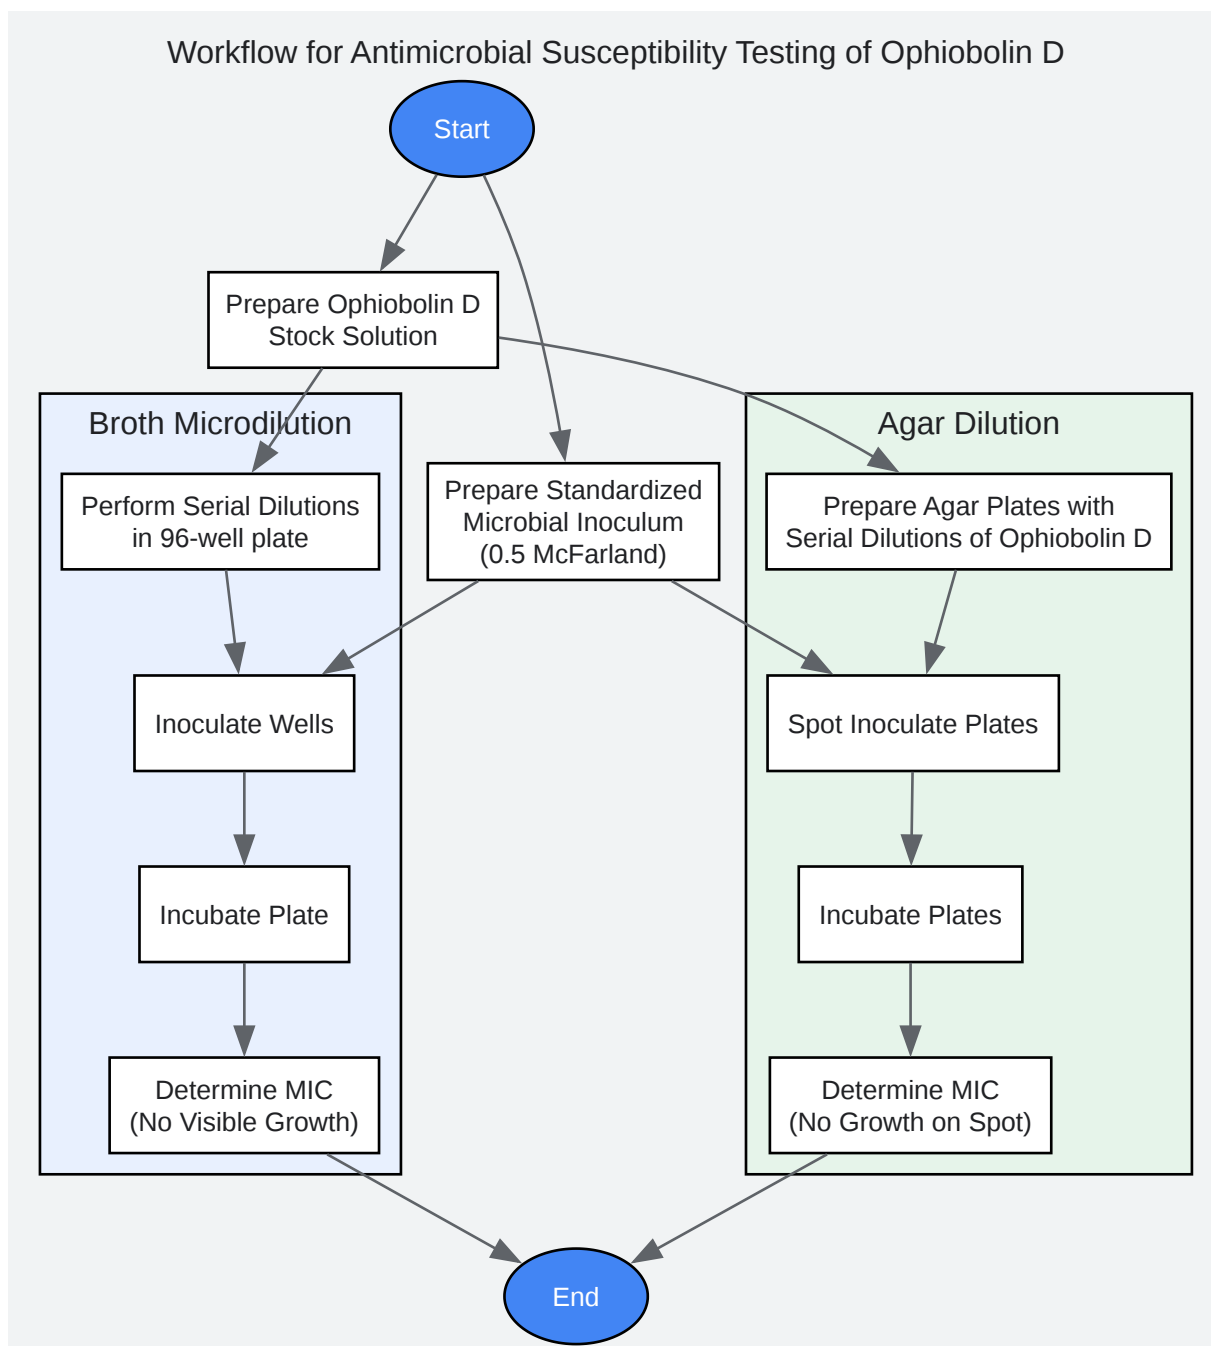 Workflow for Antimicrobial Susceptibility Testing of Ophiobolin D
Start
Prepare Ophiobolin D
Stock Solution
Broth Microdilution
Agar Dilution
Perform Serial Dilutions
in 96-well plate
Prepare Standardized
Microbial Inoculum
(0.5 McFarland)
Prepare Agar Plates with
Serial Dilutions of Ophiobolin D
Inoculate Wells
Spot Inoculate Plates
Incubate Plate
Incubate Plates
Determine MIC
(No Visible Growth)
Determine MIC
(No Growth on Spot)
End